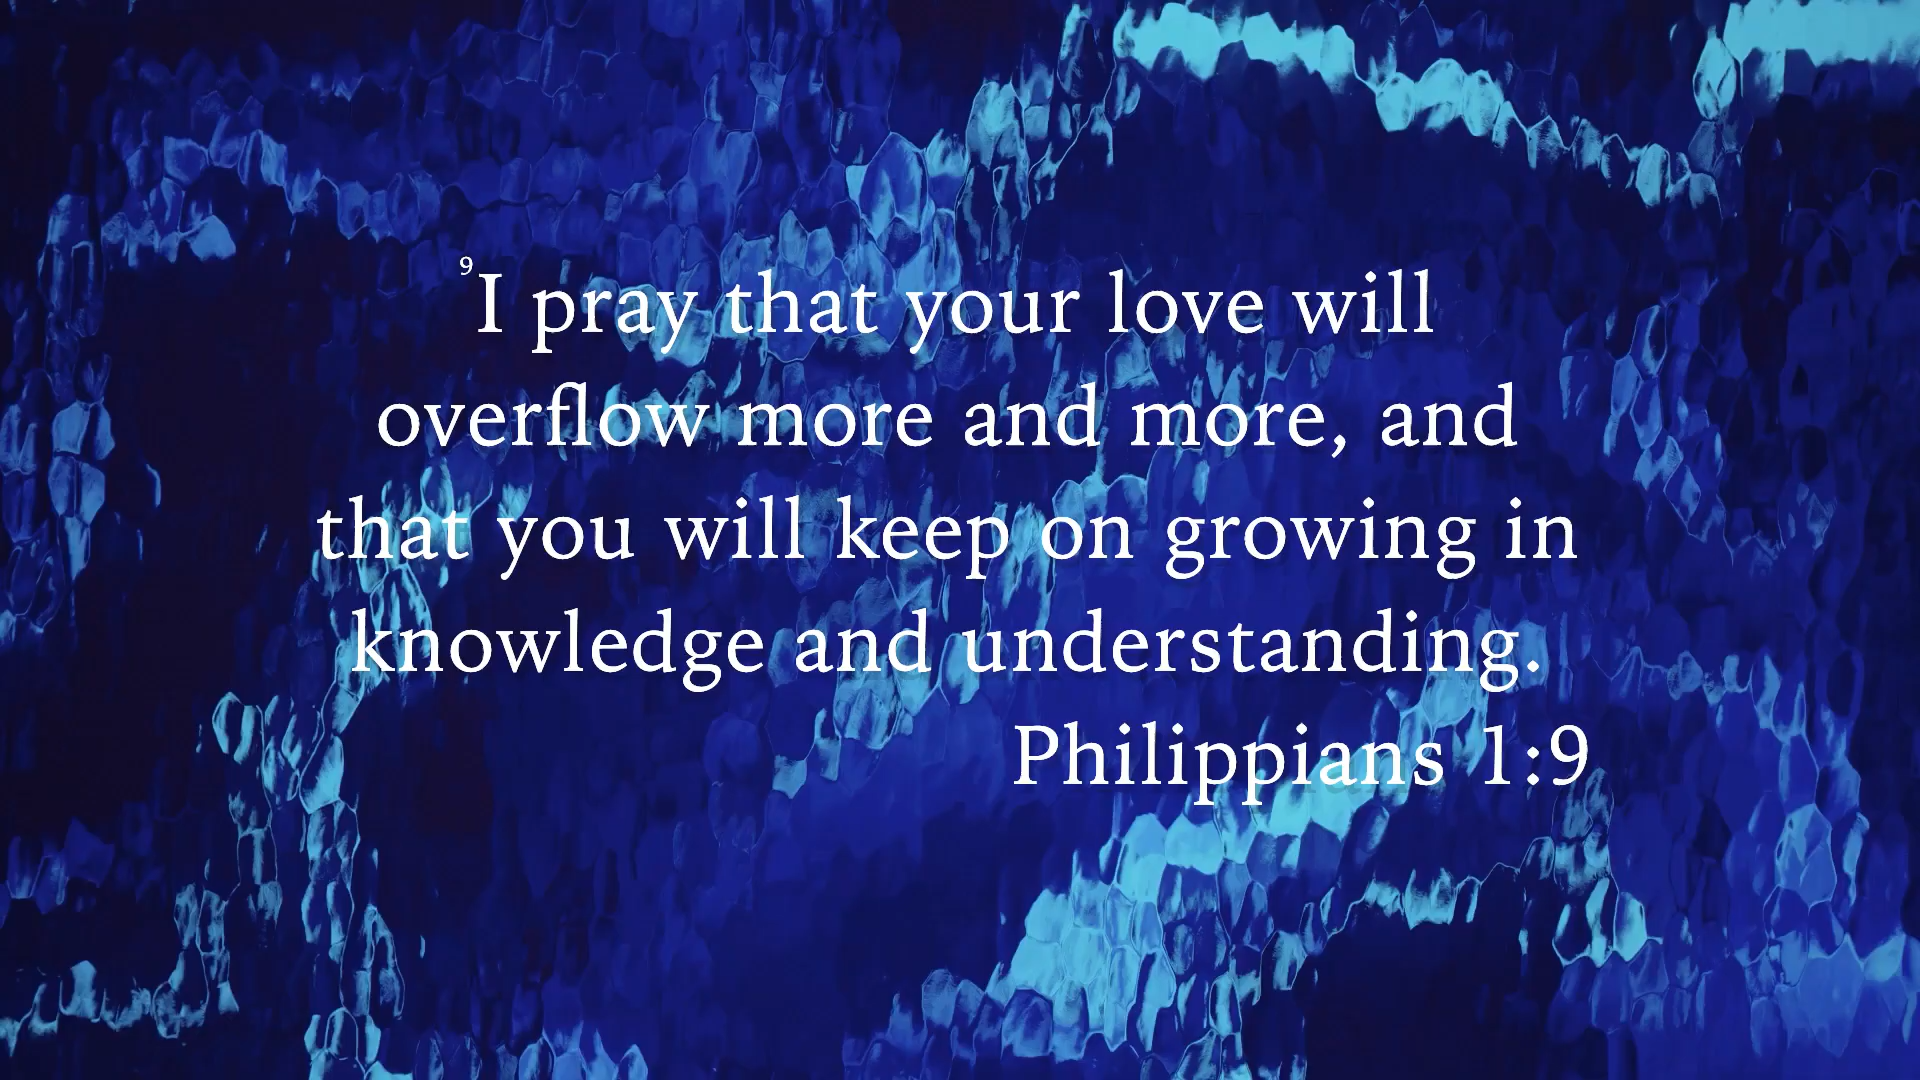 ⁹I pray that your love will
overflow more and more, and
that you will keep on growing in
knowledge and understanding.
Philippians 1:9